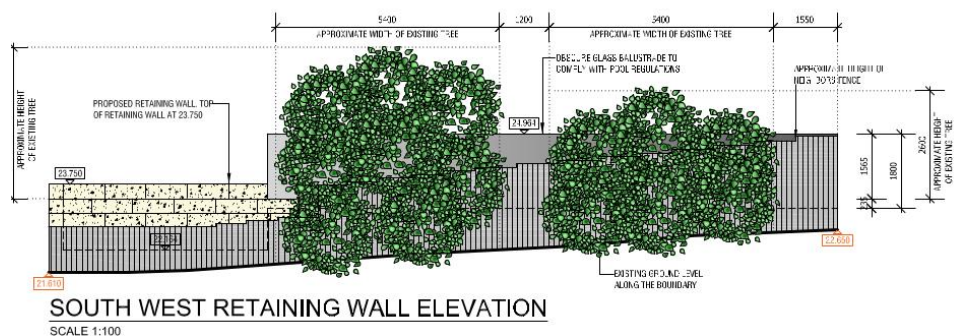 5400
1200
5400
1550
APPROXIMATE WIDTH OF EXISTING TREE
APPROXIMATE WIDTH OF EXISTING TREE
OBSCURE GLASS BALUSTRADE TO
COMPLY WITH POOL REGULATIONS
APPROXIMATE HEIGHT OF
FENCE
APPROXIMATE HEIGHT
OF EXISTING TREE
PROPOSED RETAINING WALL. TOP
OF RETAINING WALL AT 23.750
23.750
1565
1800
2600
APPROXIMATE HEIGHT
OF EXISTING TREE
235
21.610
22.650
EXISTING GROUND LEVEL
ALONG THE BOUNDARY
SOUTH WEST RETAINING WALL ELEVATION
SCALE 1:100